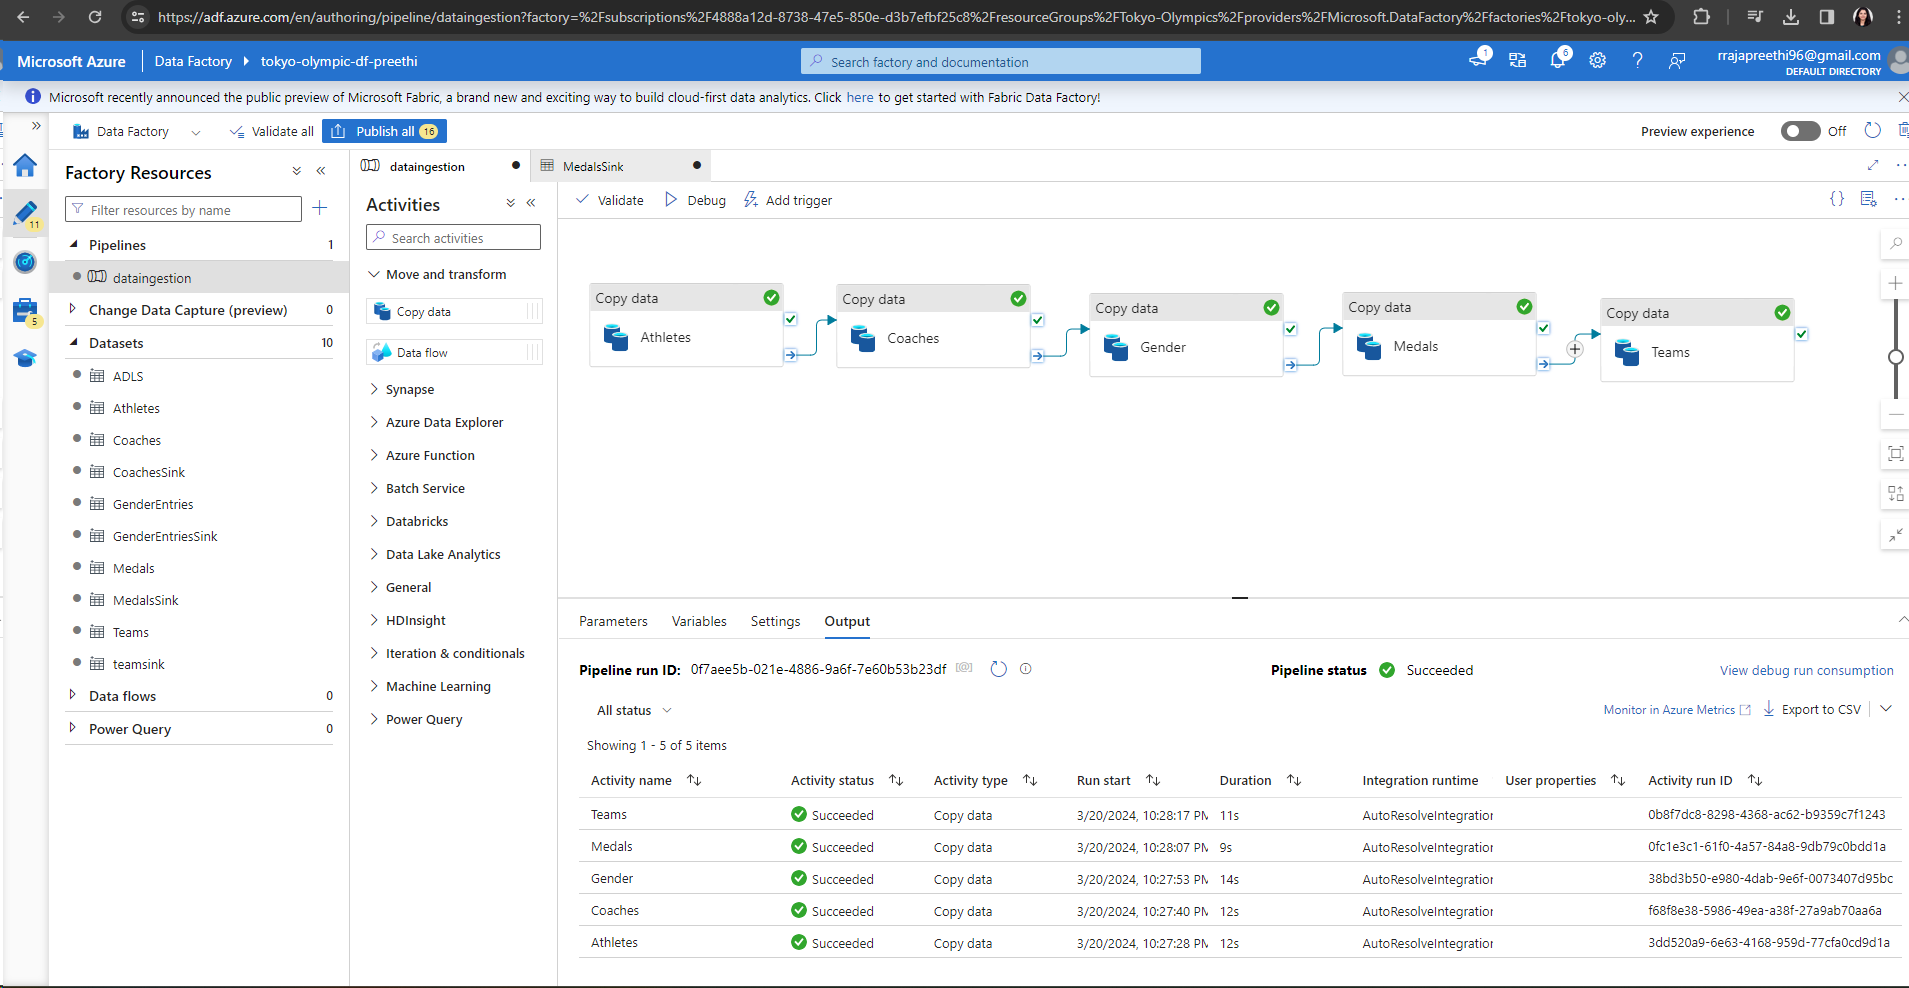 https://adf.azure.com/en/authoring/pipeline/dataingestion?factory=%2Fsubscriptions%2F4888a12d-8738-47e5-850e-d3b7efbf25c8%2FresourceGroups%2FTokyo-Olympics%2Fproviders%2FMicrosoft.DataFactory%2Ffactories%2Ftokyo-oly...
Microsoft Azure
Data Factory
tokyo-olympic-df-preethi
Search factory and documentation
1
6
rrajapreethi96@gmail.com
DEFAULT DIRECTORY
Microsoft recently announced the public preview of Microsoft Fabric, a brand new and exciting way to build cloud-first data analytics. Click here to get started with Fabric Data Factory!
Data Factory
Validate all
Publish all 16
Preview experience
Off
11
5
Factory Resources
Filter resources by name
Pipelines 1
dataingestion
Change Data Capture (preview) 0
Datasets 10
ADLS
Athletes
Coaches
CoachesSink
GenderEntries
GenderEntriesSink
Medals
MedalsSink
Teams
teamsink
Data flows 0
Power Query 0
dataingestion
MedalsSink
Activities
Search activities
Move and transform
Copy data
Data flow
Synapse
Azure Data Explorer
Azure Function
Batch Service
Databricks
Data Lake Analytics
General
HDInsight
Iteration & conditionals
Machine Learning
Power Query
Validate
Debug
Add trigger
{}
Copy data
Athletes
Copy data
Coaches
Copy data
Gender
Copy data
Medals
Copy data
Teams
Parameters Variables Settings Output
Pipeline run ID: 0f7aee5b-021e-4886-9a6f-7e60b53b23df
Pipeline status Succeeded
View debug run consumption
All status
Monitor in Azure Metrics
Export to CSV
Showing 1 - 5 of 5 items
Activity name Activity status Activity type Run start Duration Integration runtime User properties Activity run ID
Teams Succeeded Copy data 3/20/2024, 10:28:17 PM 11s AutoResolveIntegration 0b8f7dc8-8298-4368-ac62-b9359c7f1243
Medals Succeeded Copy data 3/20/2024, 10:28:07 PM 9s AutoResolveIntegration 0fc1e3c1-61f0-4a57-84a8-9db79c0bdd1a
Gender Succeeded Copy data 3/20/2024, 10:27:53 PM 14s AutoResolveIntegration 38bd3b50-e980-4dab-9e6f-0073407d95bc
Coaches Succeeded Copy data 3/20/2024, 10:27:40 PM 12s AutoResolveIntegration f68f8e38-5986-49ea-a38f-27a9ab70aa6a
Athletes Succeeded Copy data 3/20/2024, 10:27:28 PM 12s AutoResolveIntegration 3dd520a9-6e63-4168-959d-77cfa0cd9d1a